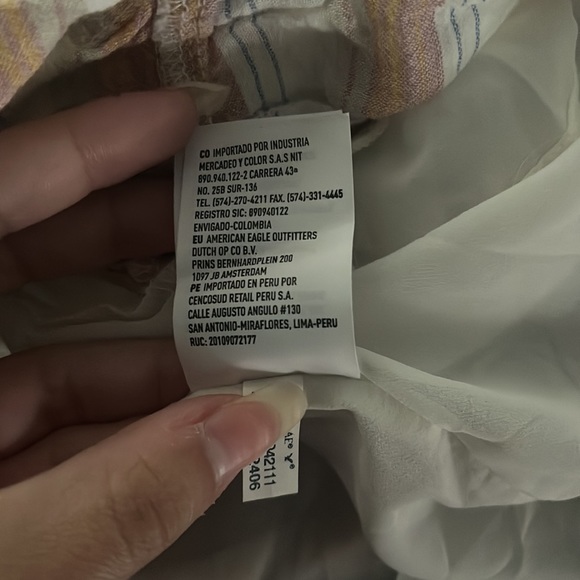 CO IMPORTADO POR INDUSTRIA
MERCADEO Y COLOR S.A.S NIT
890.940.122-2 CARRERA 43ª
NO. 25B SUR-136
TEL. (574)-270-4211 FAX. (574)-331-4445
REGISTRO SIC: 890940122
ENVIGADO-COLOMBIA
EU AMERICAN EAGLE OUTFITTERS
DUTCH OP CO B.V.
PRINS BERNHARDPLEIN 200
1097 JB AMSTERDAM
PE IMPORTADO EN PERU POR
CENCOSUD RETAIL PERU S.A.
CALLE AUGUSTO ANGULO #130
SAN ANTONIO-MIRAFLORES, LIMA-PERU
RUC: 20109072177